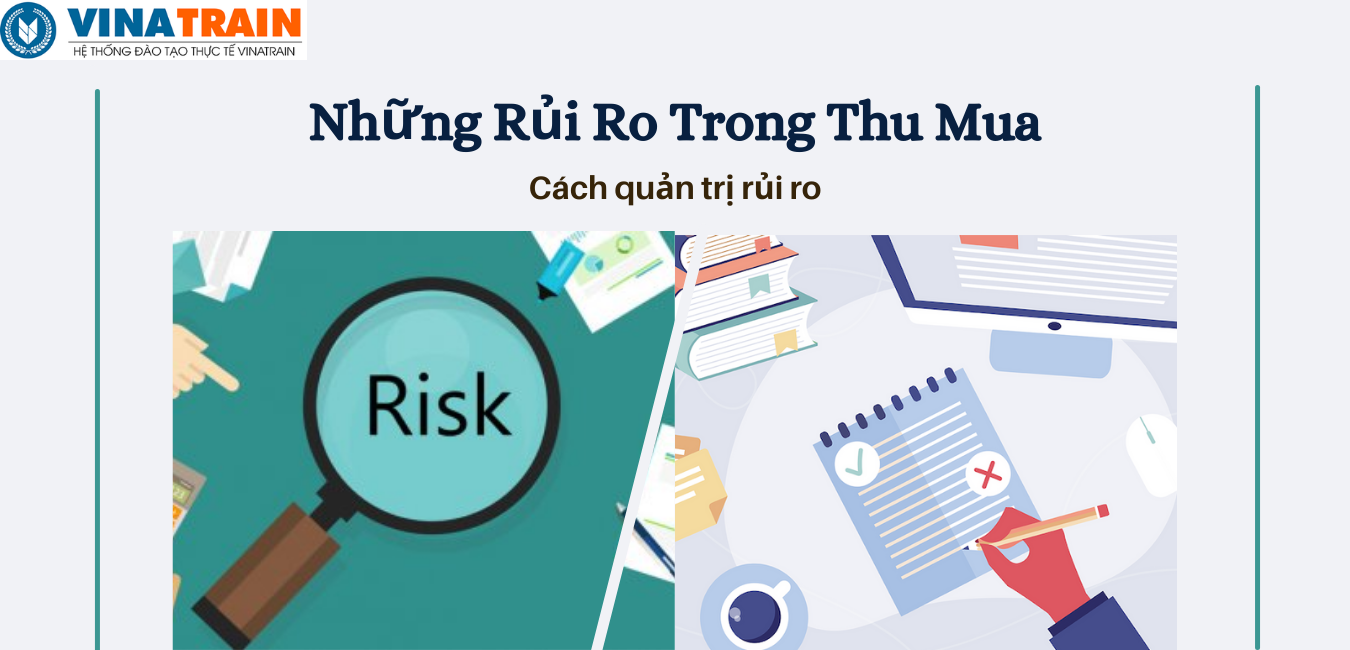 VINATRAIN
HỆ THỐNG ĐÀO TẠO THỰC TẾ VINATRAIN
Những Rủi Ro Trong Thu Mua
Cách quản trị rủi ro
Risk